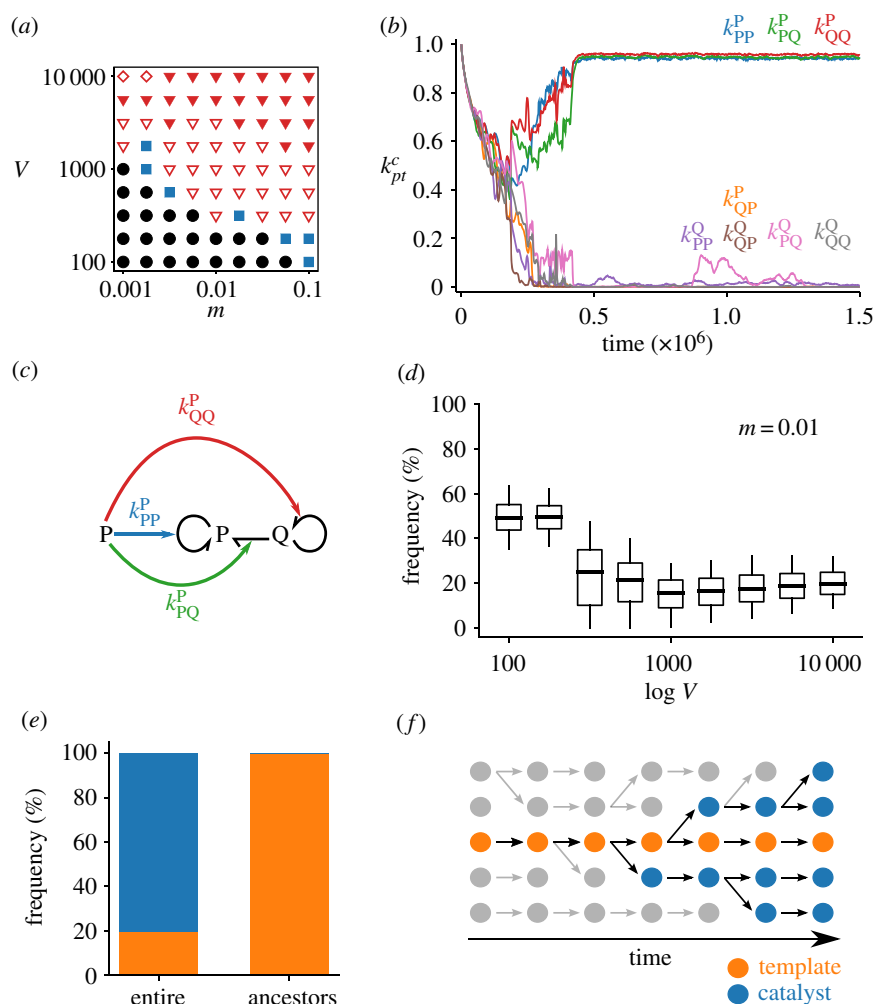 (a)
10 000
V
1000
100
0.001
0.01
0.1
m
(b)
k^P_PP k^P_PQ k^P_QQ
1.0
0.8
0.6
k^c_pt
0.4
0.2
0
k^P_QP
k^Q_PP k^Q_QP k^Q_PQ k^Q_QQ
0
0.5
1.0
1.5
time (×10^6)
(c)
k^P_QQ
k^P_PP
P
P
Q
k^P_PQ
(d)
100
80
60
40
20
0
frequency (%)
m = 0.01
100
1000
10 000
log V
(e)
100
80
60
40
20
0
frequency (%)
entire
ancestors
(f)
time
template
catalyst